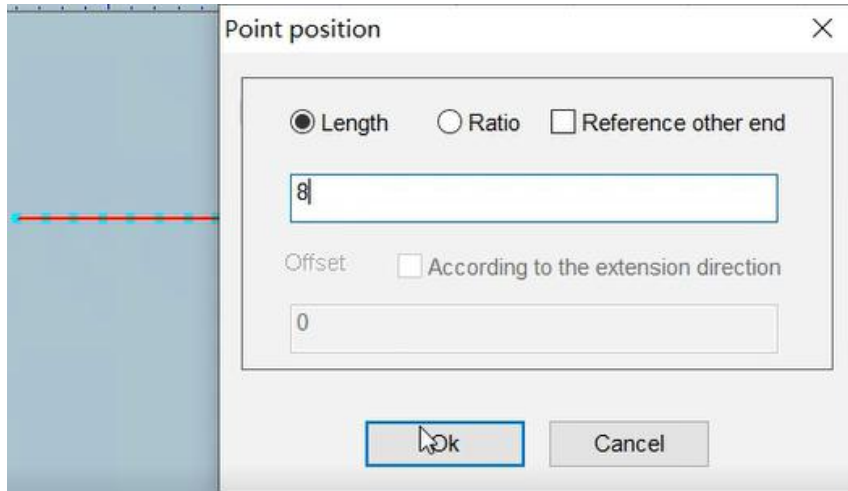 Point position
Length Ratio Reference other end
8
Offset According to the extension direction
0
Ok Cancel